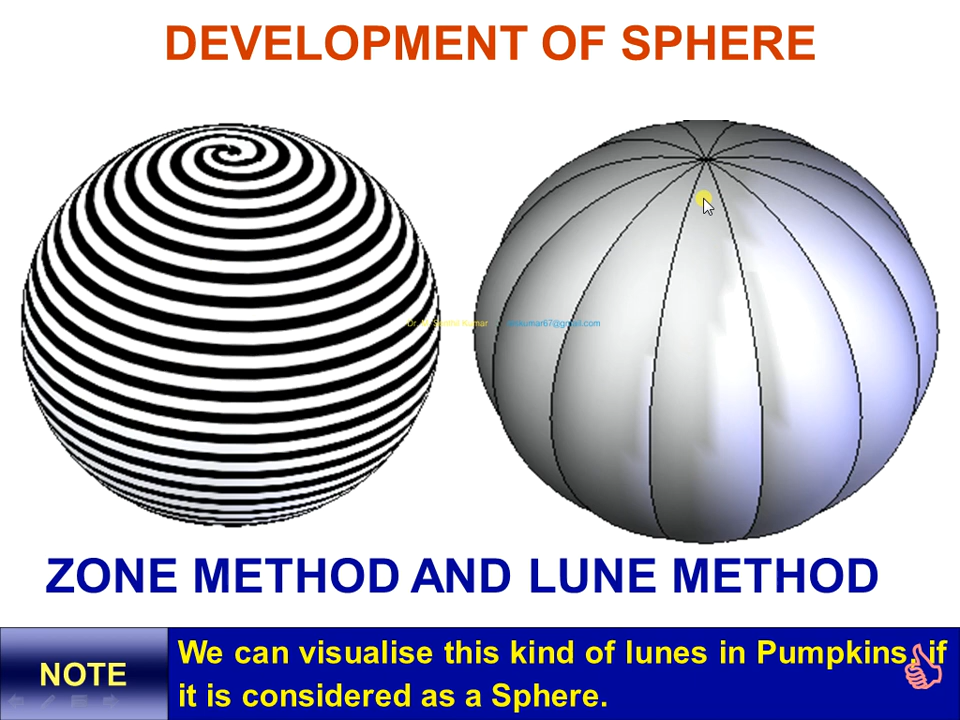 DEVELOPMENT OF SPHERE
ZONE METHOD AND LUNE METHOD
NOTE
We can visualise this kind of lunes in Pumpkins, if
it is considered as a Sphere.